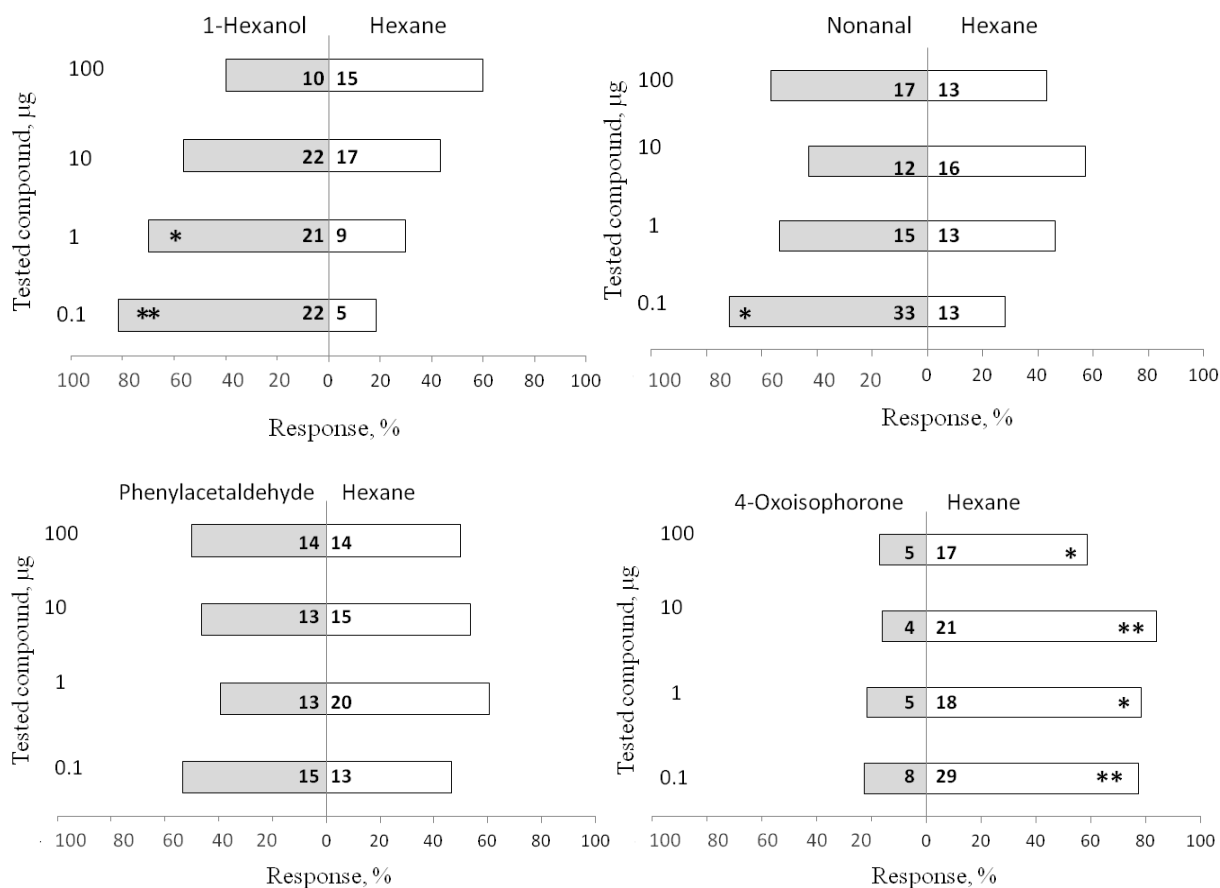 1-Hexanol Hexane
Tested compound, µg
100 10 15
10 22 17
1 * 21 9
0.1 ** 22 5
100 80 60 40 20 0 20 40 60 80 100
Response, %
Nonanal Hexane
Tested compound, µg
100 17 13
10 12 16
1 15 13
0.1 * 33 13
100 80 60 40 20 0 20 40 60 80 100
Response, %
Phenylacetaldehyde Hexane
Tested compound, µg
100 14 14
10 13 15
1 13 20
0.1 15 13
100 80 60 40 20 0 20 40 60 80 100
Response, %
4-Oxoisophorone Hexane
Tested compound, µg
100 5 17 *
10 4 21 **
1 5 18 *
0.1 8 29 **
100 80 60 40 20 0 20 40 60 80 100
Response, %